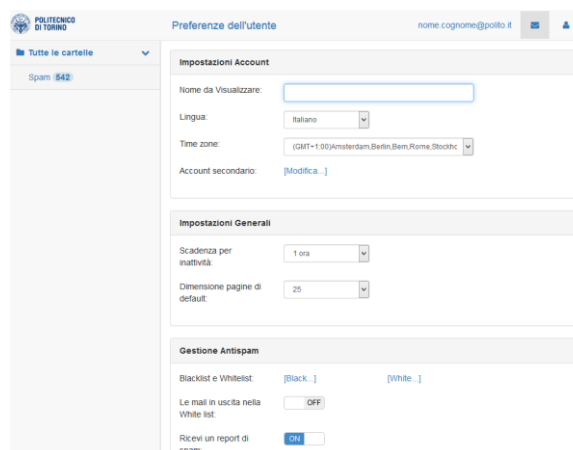 POLITECNICO
DI TORINO
Preferenze dell'utente
nome.cognome@polito.it
Tutte le cartelle
Spam 542
Impostazioni Account
Nome da Visualizzare:
Lingua: Italiano
Time zone: (GMT+1:00)Amsterdam,Berlin,Bern,Rome,Stockhc
Account secondario: [Modifica...]
Impostazioni Generali
Scadenza per
inattività: 1 ora
Dimensione pagine di
default: 25
Gestione Antispam
Blacklist e Whitelist: [Black...] [White...]
Le mail in uscita nella
White list: OFF
Ricevi un report di
spam: ON